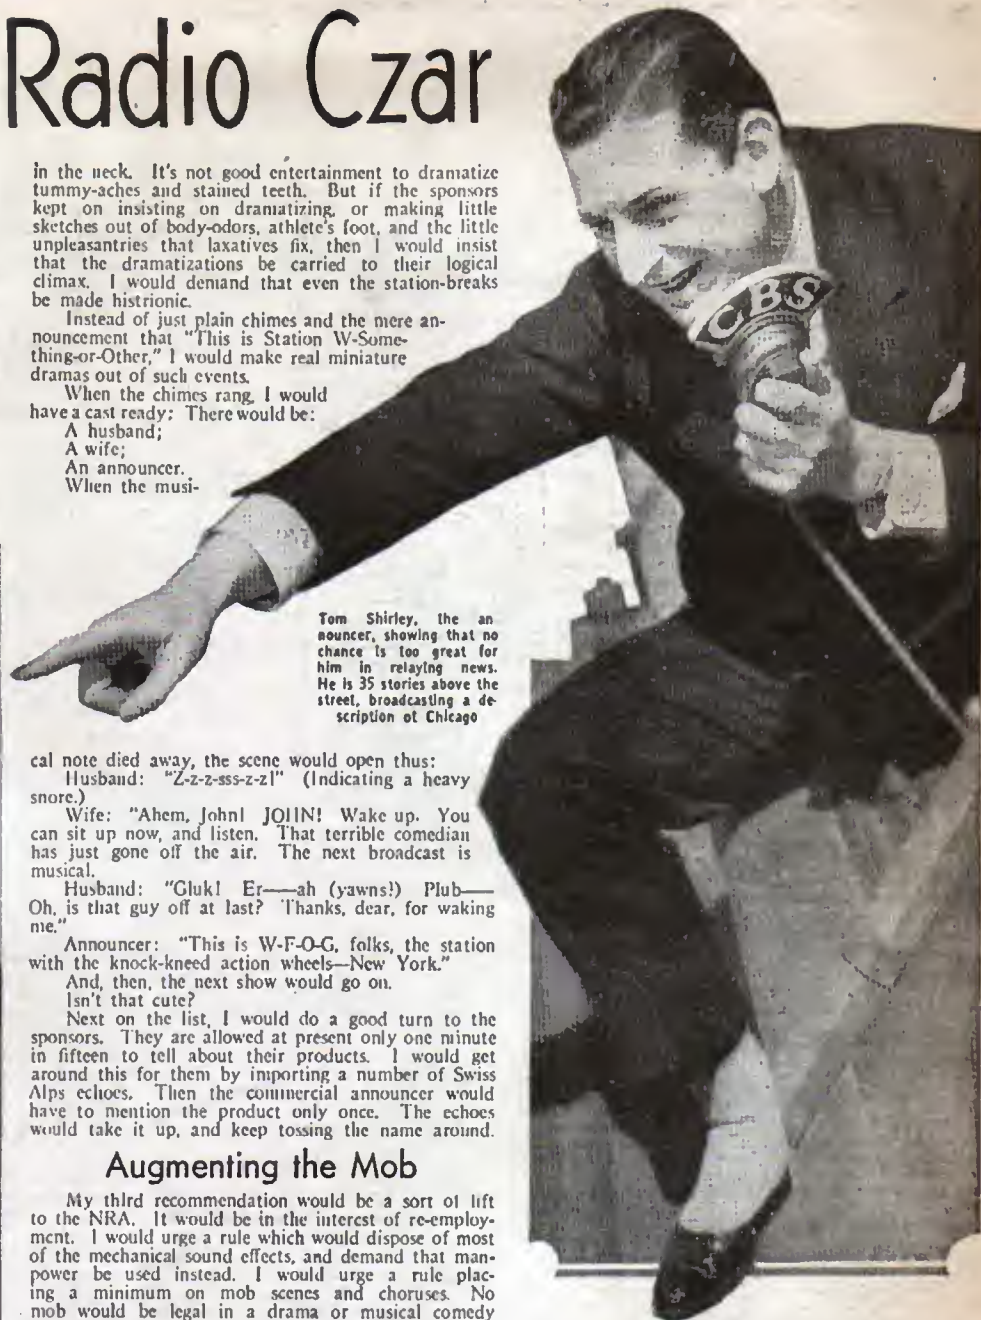 Radio Czar
in the neck. It's not good entertainment to dramatize
tummy-aches and stained teeth. But if the sponsors
kept on insisting on dramatizing, or making little
sketches out of body-odors, athlete's foot, and the little
unpleasantries that laxatives fix, then I would insist
that the dramatizations be carried to their logical
climax. I would demand that even the station-breaks
be made histrionic.
Instead of just plain chimes and the mere an-
nouncement that "This is Station W-Some-
thing-or-Other," I would make real miniature
dramas out of such events.
When the chimes rang, I would
have a cast ready: There would be:
A husband;
A wife;
An announcer.
When the musi-
CBS
Tom Shirley, the an
nouncer, showing that no
chance is too great for
him in relaying news.
He is 35 stories above the
street, broadcasting a de-
scription of Chicago
cal note died away, the scene would open thus:
Husband: "Z-z-z-sss-z-z!" (Indicating a heavy
snore.)
Wife: "Ahem, John! JOHN! Wake up. You
can sit up now, and listen. That terrible comedian
has just gone off the air. The next broadcast is
musical.
Husband: "Gluk! Er——ah (yawns!) Plub——
Oh, is that guy off at last? Thanks, dear, for waking
me."
Announcer: "This is W-F-O-G, folks, the station
with the knock-kneed action wheels—New York."
And, then, the next show would go on.
Isn't that cute?
Next on the list, I would do a good turn to the
sponsors. They are allowed at present only one minute
in fifteen to tell about their products. I would get
around this for them by importing a number of Swiss
Alps echoes. Then the commercial announcer would
have to mention the product only once. The echoes
would take it up, and keep tossing the name around.
Augmenting the Mob
My third recommendation would be a sort of lift
to the NRA. It would be in the interest of re-employ-
ment. I would urge a rule which would dispose of most
of the mechanical sound effects, and demand that man-
power be used instead. I would urge a rule plac-
ing a minimum on mob scenes and choruses. No
mob would be legal in a drama or musical comedy